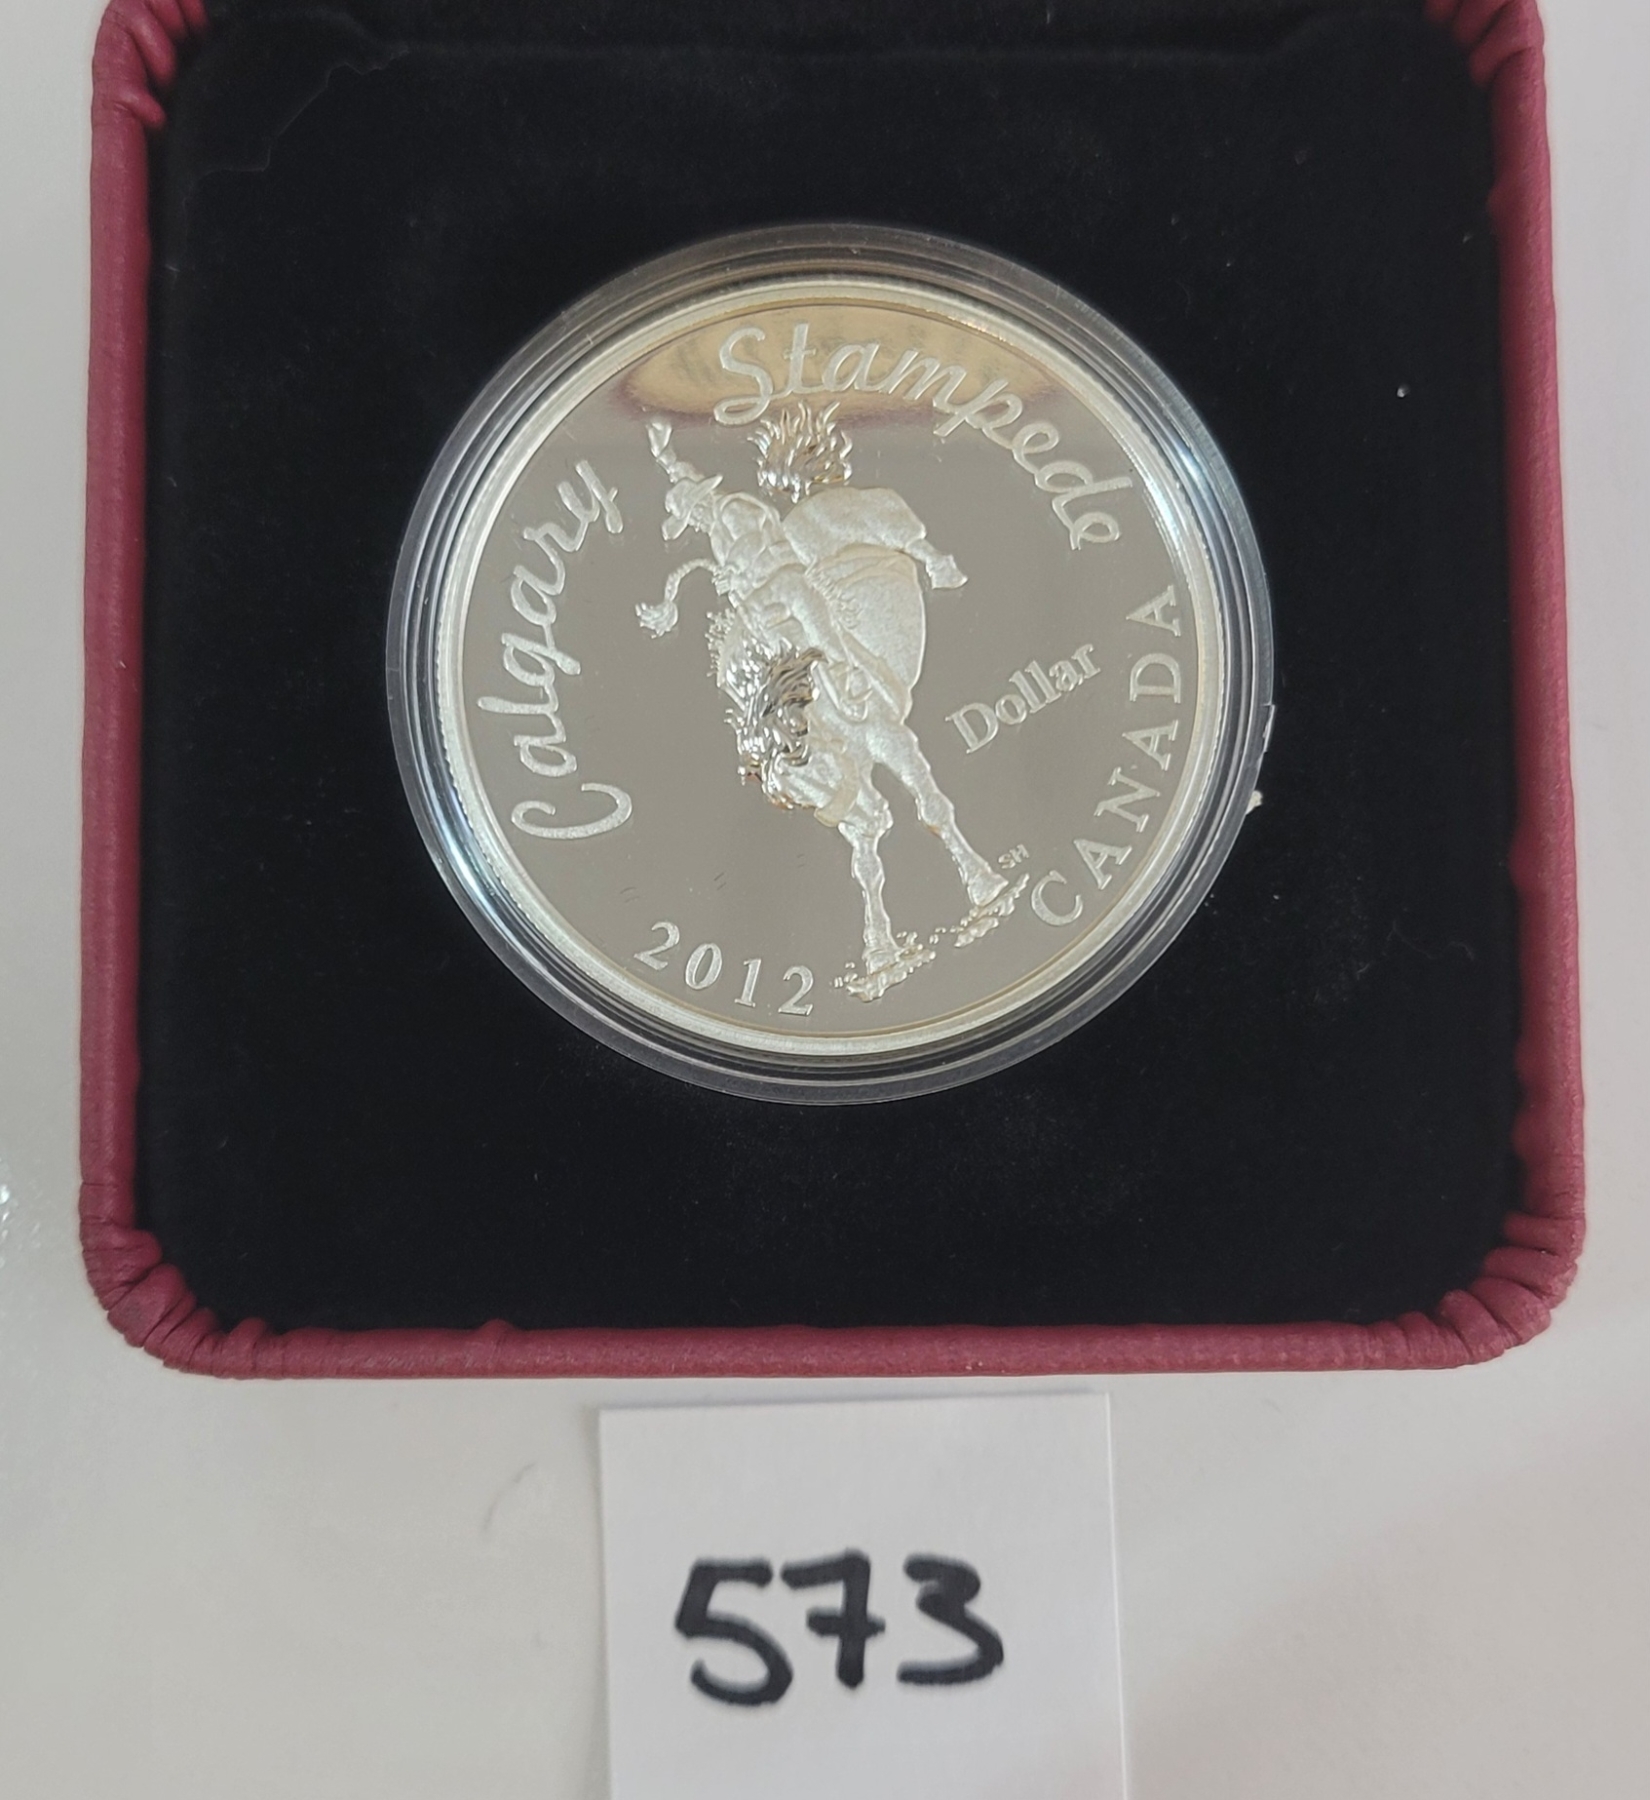 Calgary Stampede
Dollar
CANADA
SH
2012
573